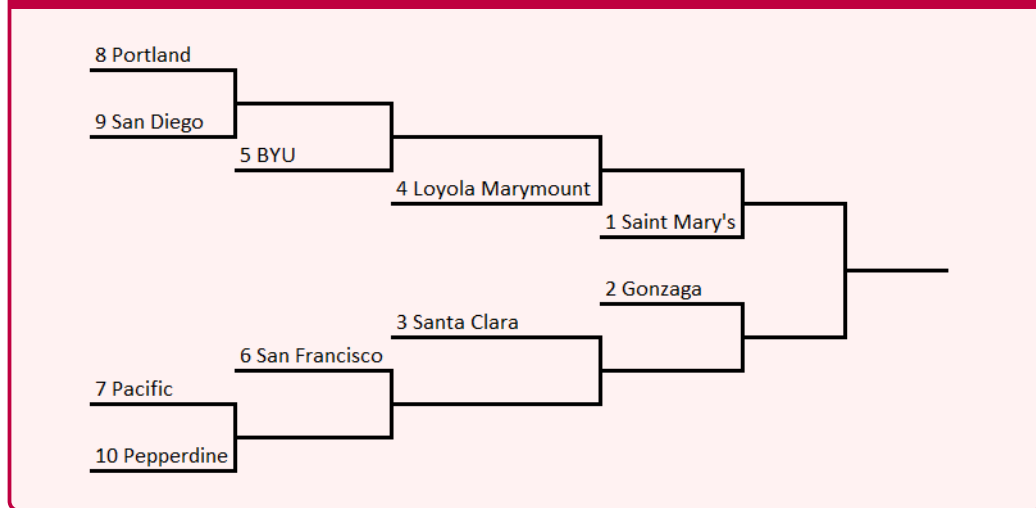 8 Portland
9 San Diego
5 BYU
4 Loyola Marymount
1 Saint Mary's
2 Gonzaga
3 Santa Clara
6 San Francisco
7 Pacific
10 Pepperdine